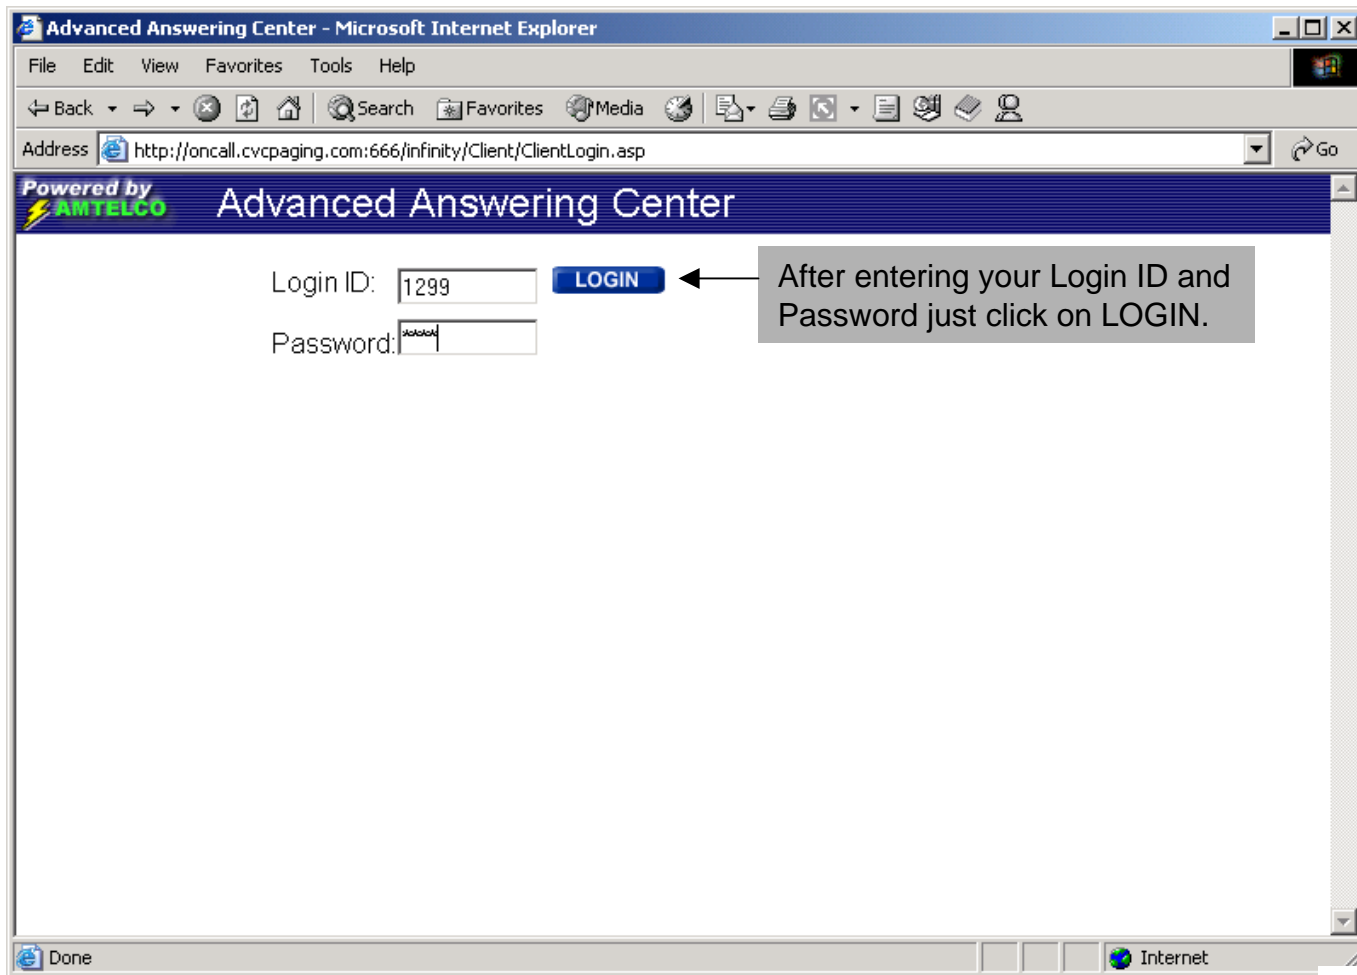 Advanced Answering Center - Microsoft Internet Explorer
File Edit View Favorites Tools Help
Back Search Favorites Media
Address http://oncall.cvcpaging.com:666/infinity/Client/ClientLogin.asp Go
Powered by
AMTELCO
Advanced Answering Center
Login ID: 1299 LOGIN
Password: ****
After entering your Login ID and
Password just click on LOGIN.
Done Internet